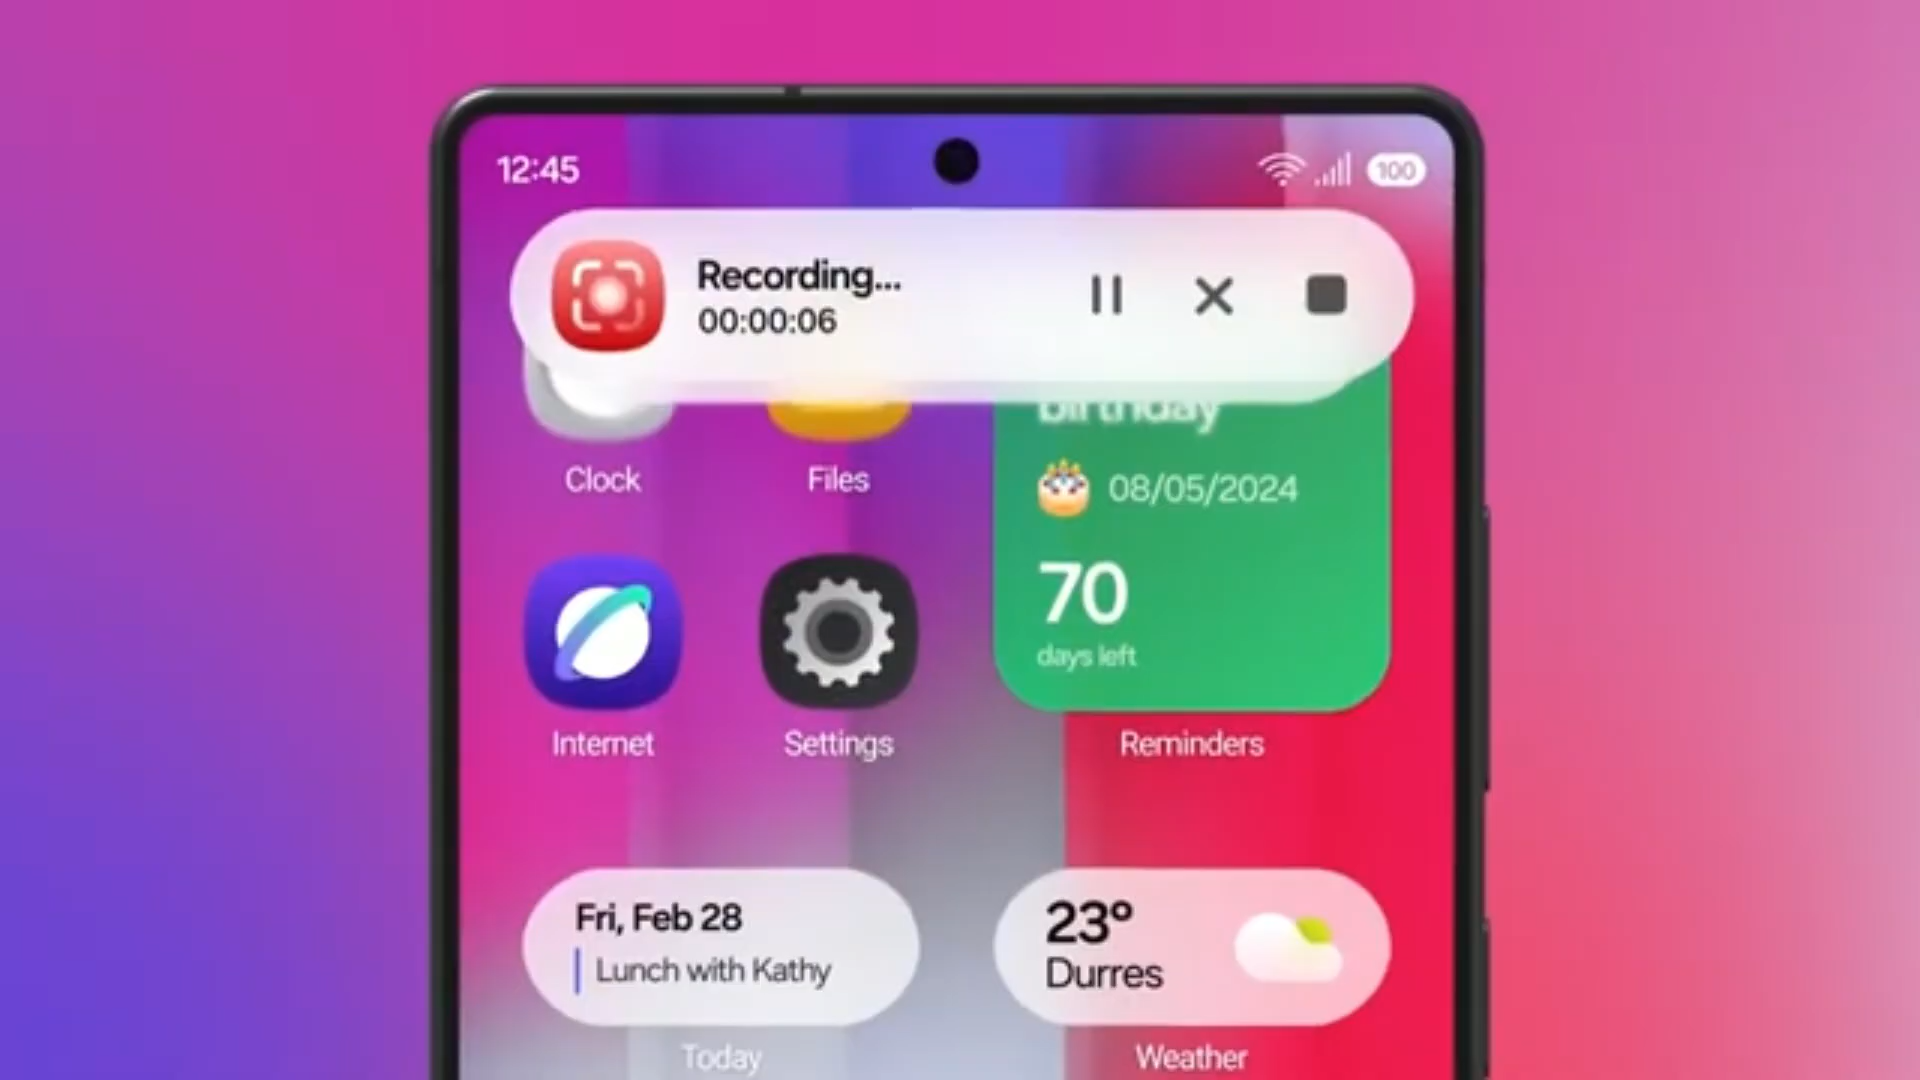 12:45
100
Recording...
00:00:06
birthday
Clock
Files
08/05/2024
70
days left
Internet
Settings
Reminders
Fri, Feb 28
Lunch with Kathy
23°
Durres
Today
Weather